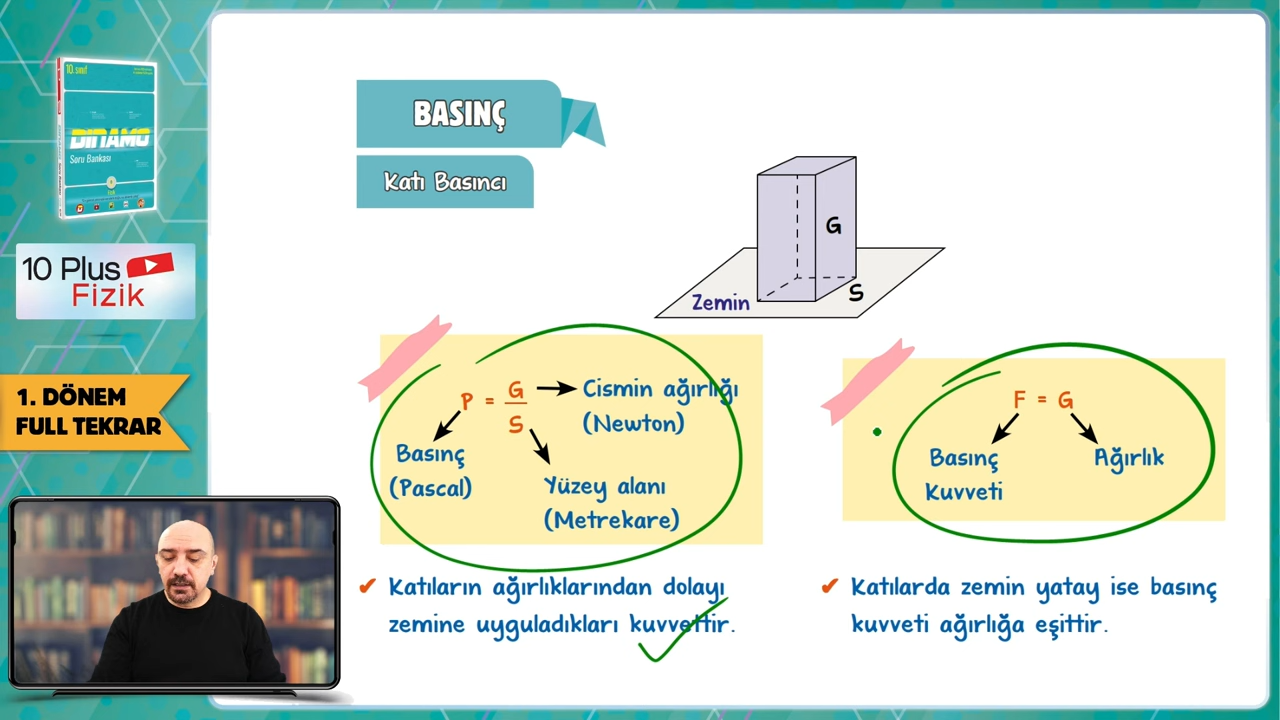 10. sınıf
DİNAMO
Soru Bankası
10 Plus
Fizik
1. DÖNEM
FULL TEKRAR
BASINÇ
Katı Basıncı
G
S
Zemin
P = G
S
Cismin ağırlığı
(Newton)
Basınç
(Pascal)
Yüzey alanı
(Metrekare)
✔ Katıların ağırlıklarından dolayı
zemine uyguladıkları kuvvettir.
F = G
Basınç
Kuvveti
Ağırlık
✔ Katılarda zemin yatay ise basınç
kuvveti ağırlığa eşittir.